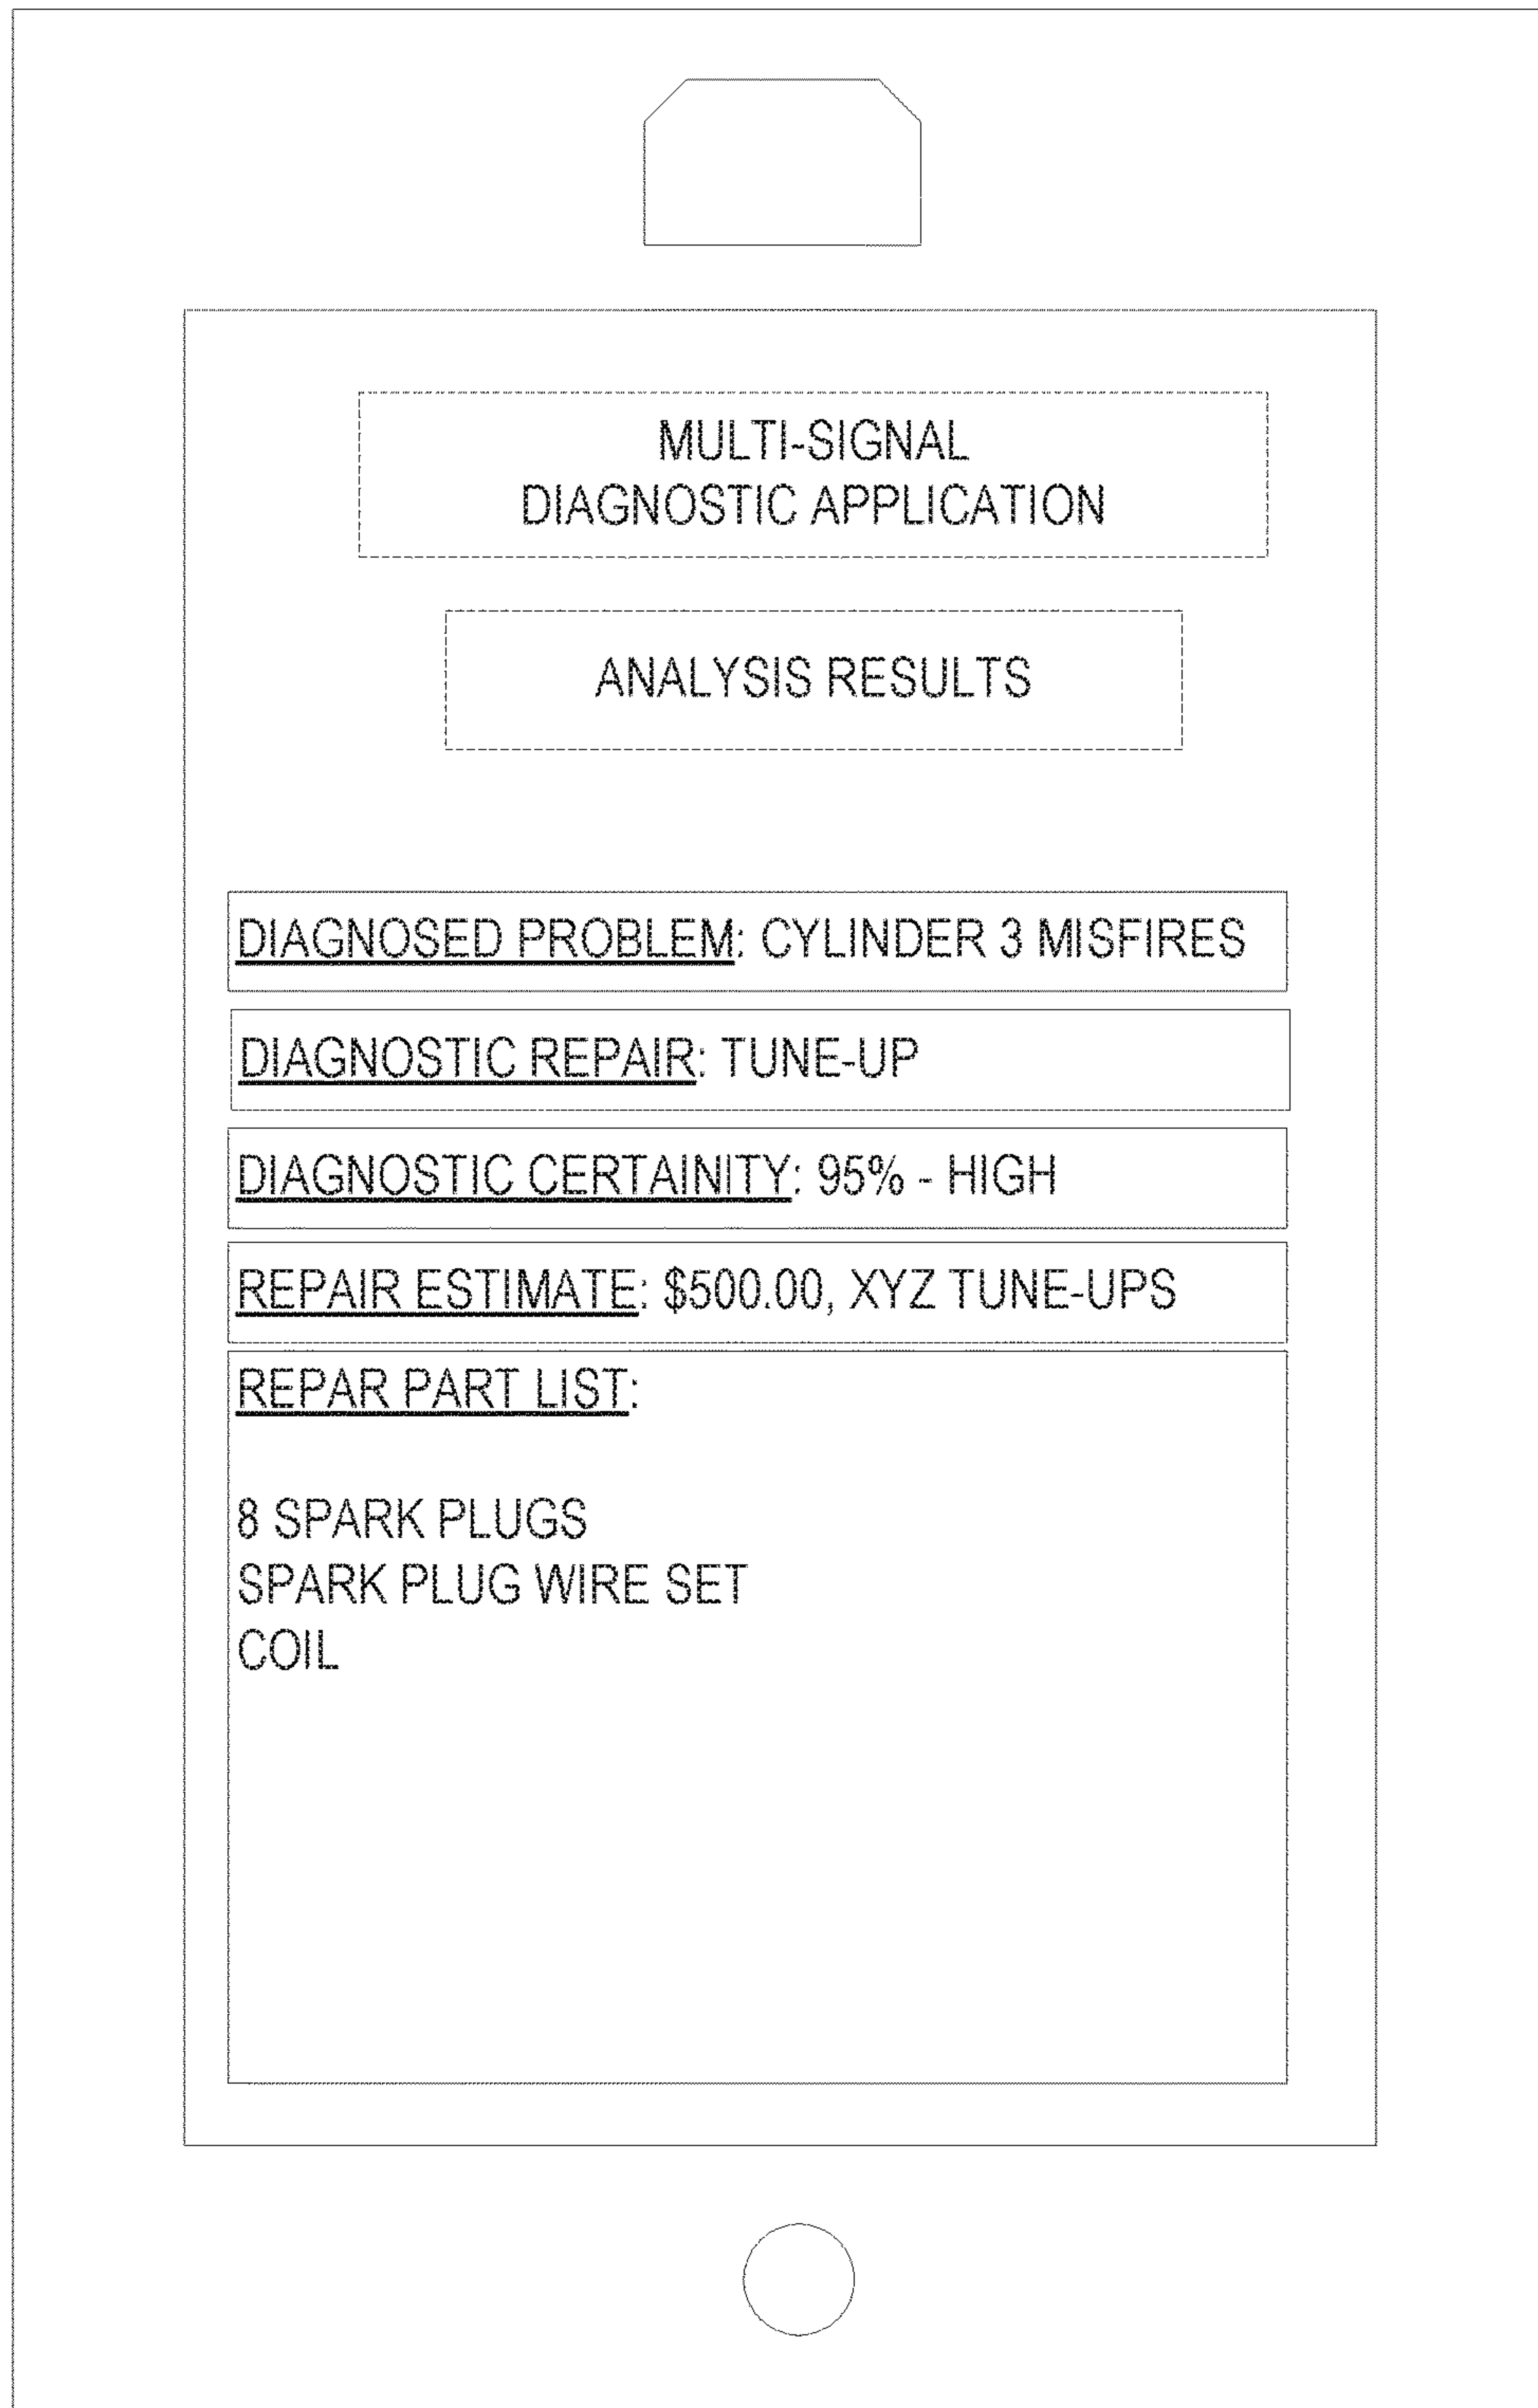 MULTI-SIGNAL
DIAGNOSTIC APPLICATION
ANALYSIS RESULTS
DIAGNOSED PROBLEM: CYLINDER 3 MISFIRES
DIAGNOSTIC REPAIR: TUNE-UP
DIAGNOSTIC CERTAINITY: 95% - HIGH
REPAIR ESTIMATE: $500.00, XYZ TUNE-UPS
REPAR PART LIST:
8 SPARK PLUGS
SPARK PLUG WIRE SET
COIL